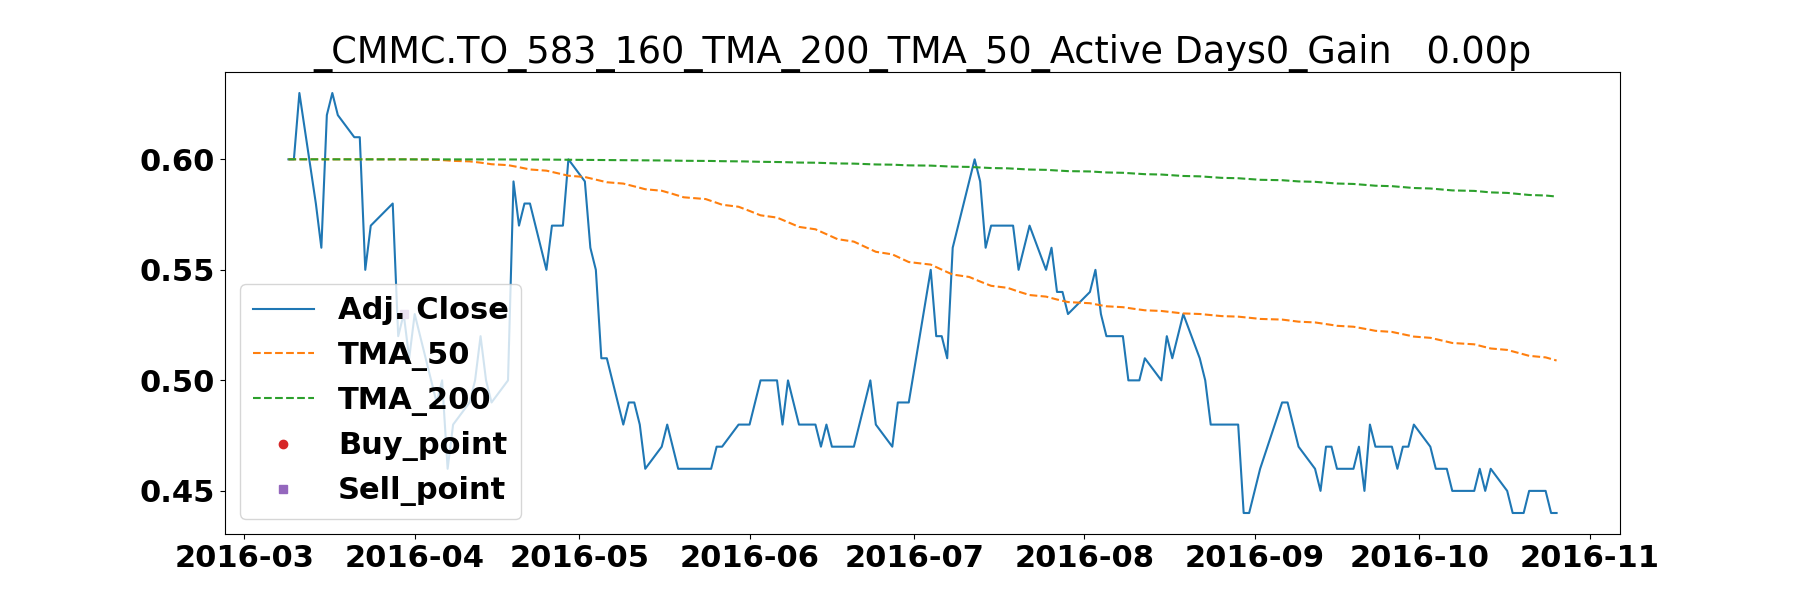 _CMMC.TO_583_160_TMA_200_TMA_50_Active Days0_Gain   0.00p
0.60
0.55
0.50
0.45
Adj. Close
TMA_50
TMA_200
Buy_point
Sell_point
2016-03 2016-04 2016-05 2016-06 2016-07 2016-08 2016-09 2016-10 2016-11